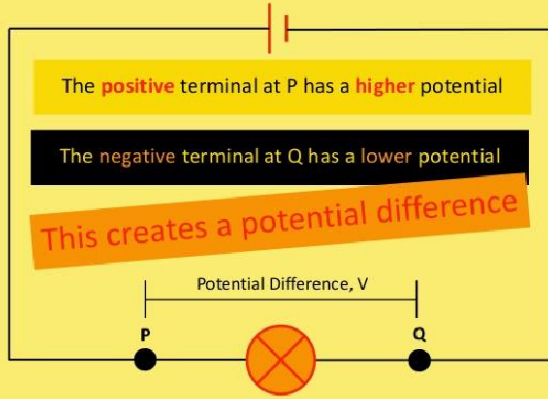 The positive terminal at P has a higher potential
The negative terminal at Q has a lower potential
This creates a potential difference
Potential Difference, V
P
Q